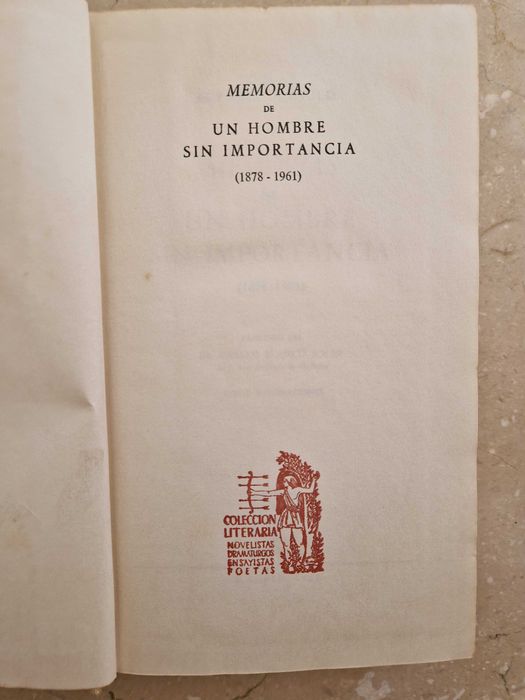 MEMORIAS
DE
UN HOMBRE
SIN IMPORTANCIA
(1878 - 1961)
COLECCION
LITERARIA
NOVELISTAS
DRAMATURGOS
ENSAYISTAS
POETAS